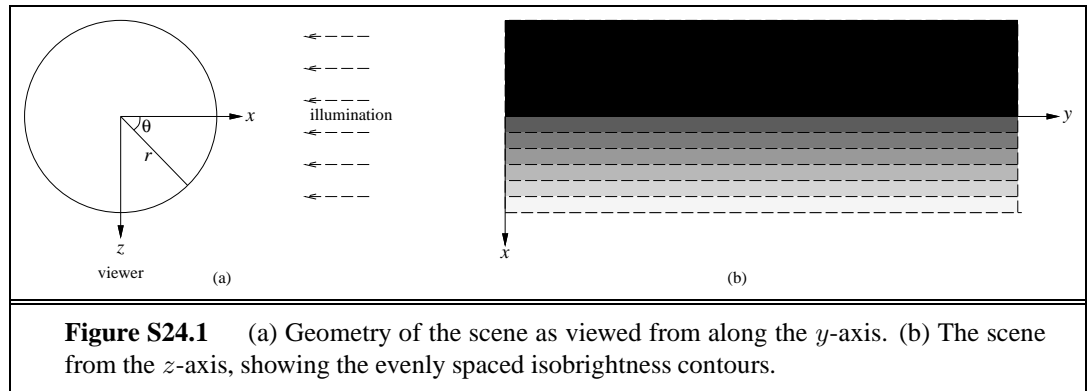 x
illumination
θ
r
y
z
x
viewer
(a)
(b)
Figure S24.1 (a) Geometry of the scene as viewed from along the y-axis. (b) The scene
from the z-axis, showing the evenly spaced isobrightness contours.